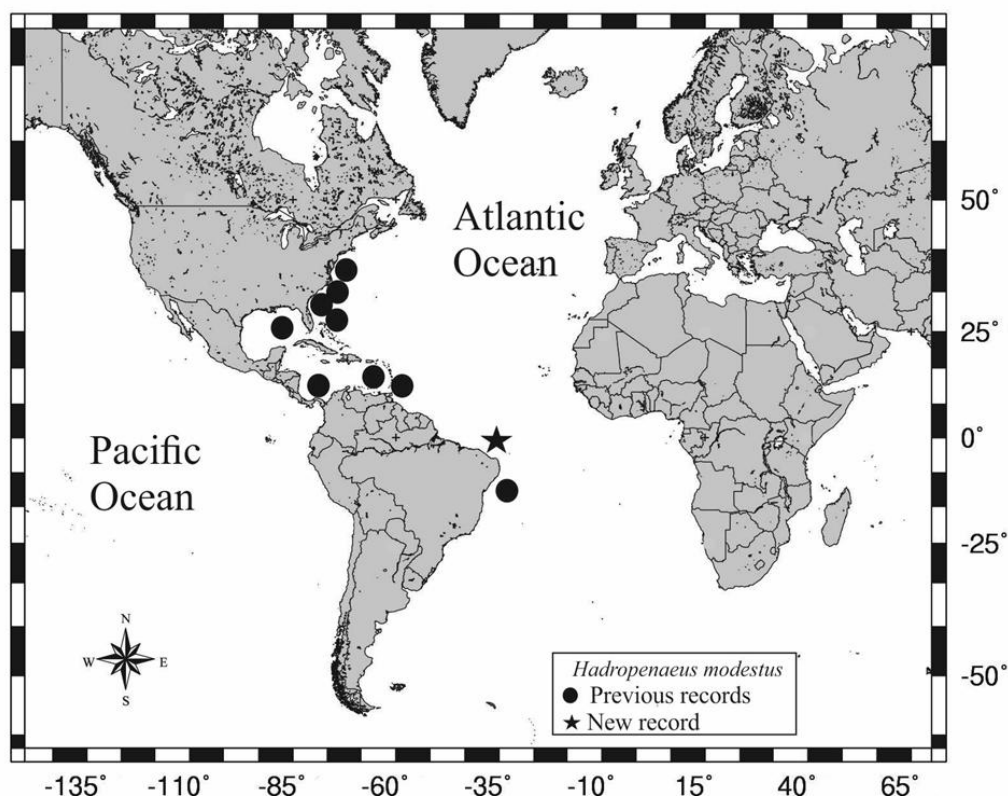 Atlantic
Ocean
50°
25°
Pacific
Ocean
0°
-25°
N
W E
S
-50°
Hadropenaeus modestus
Previous records
New record
-135° -110° -85° -60° -35° -10° 15° 40° 65°